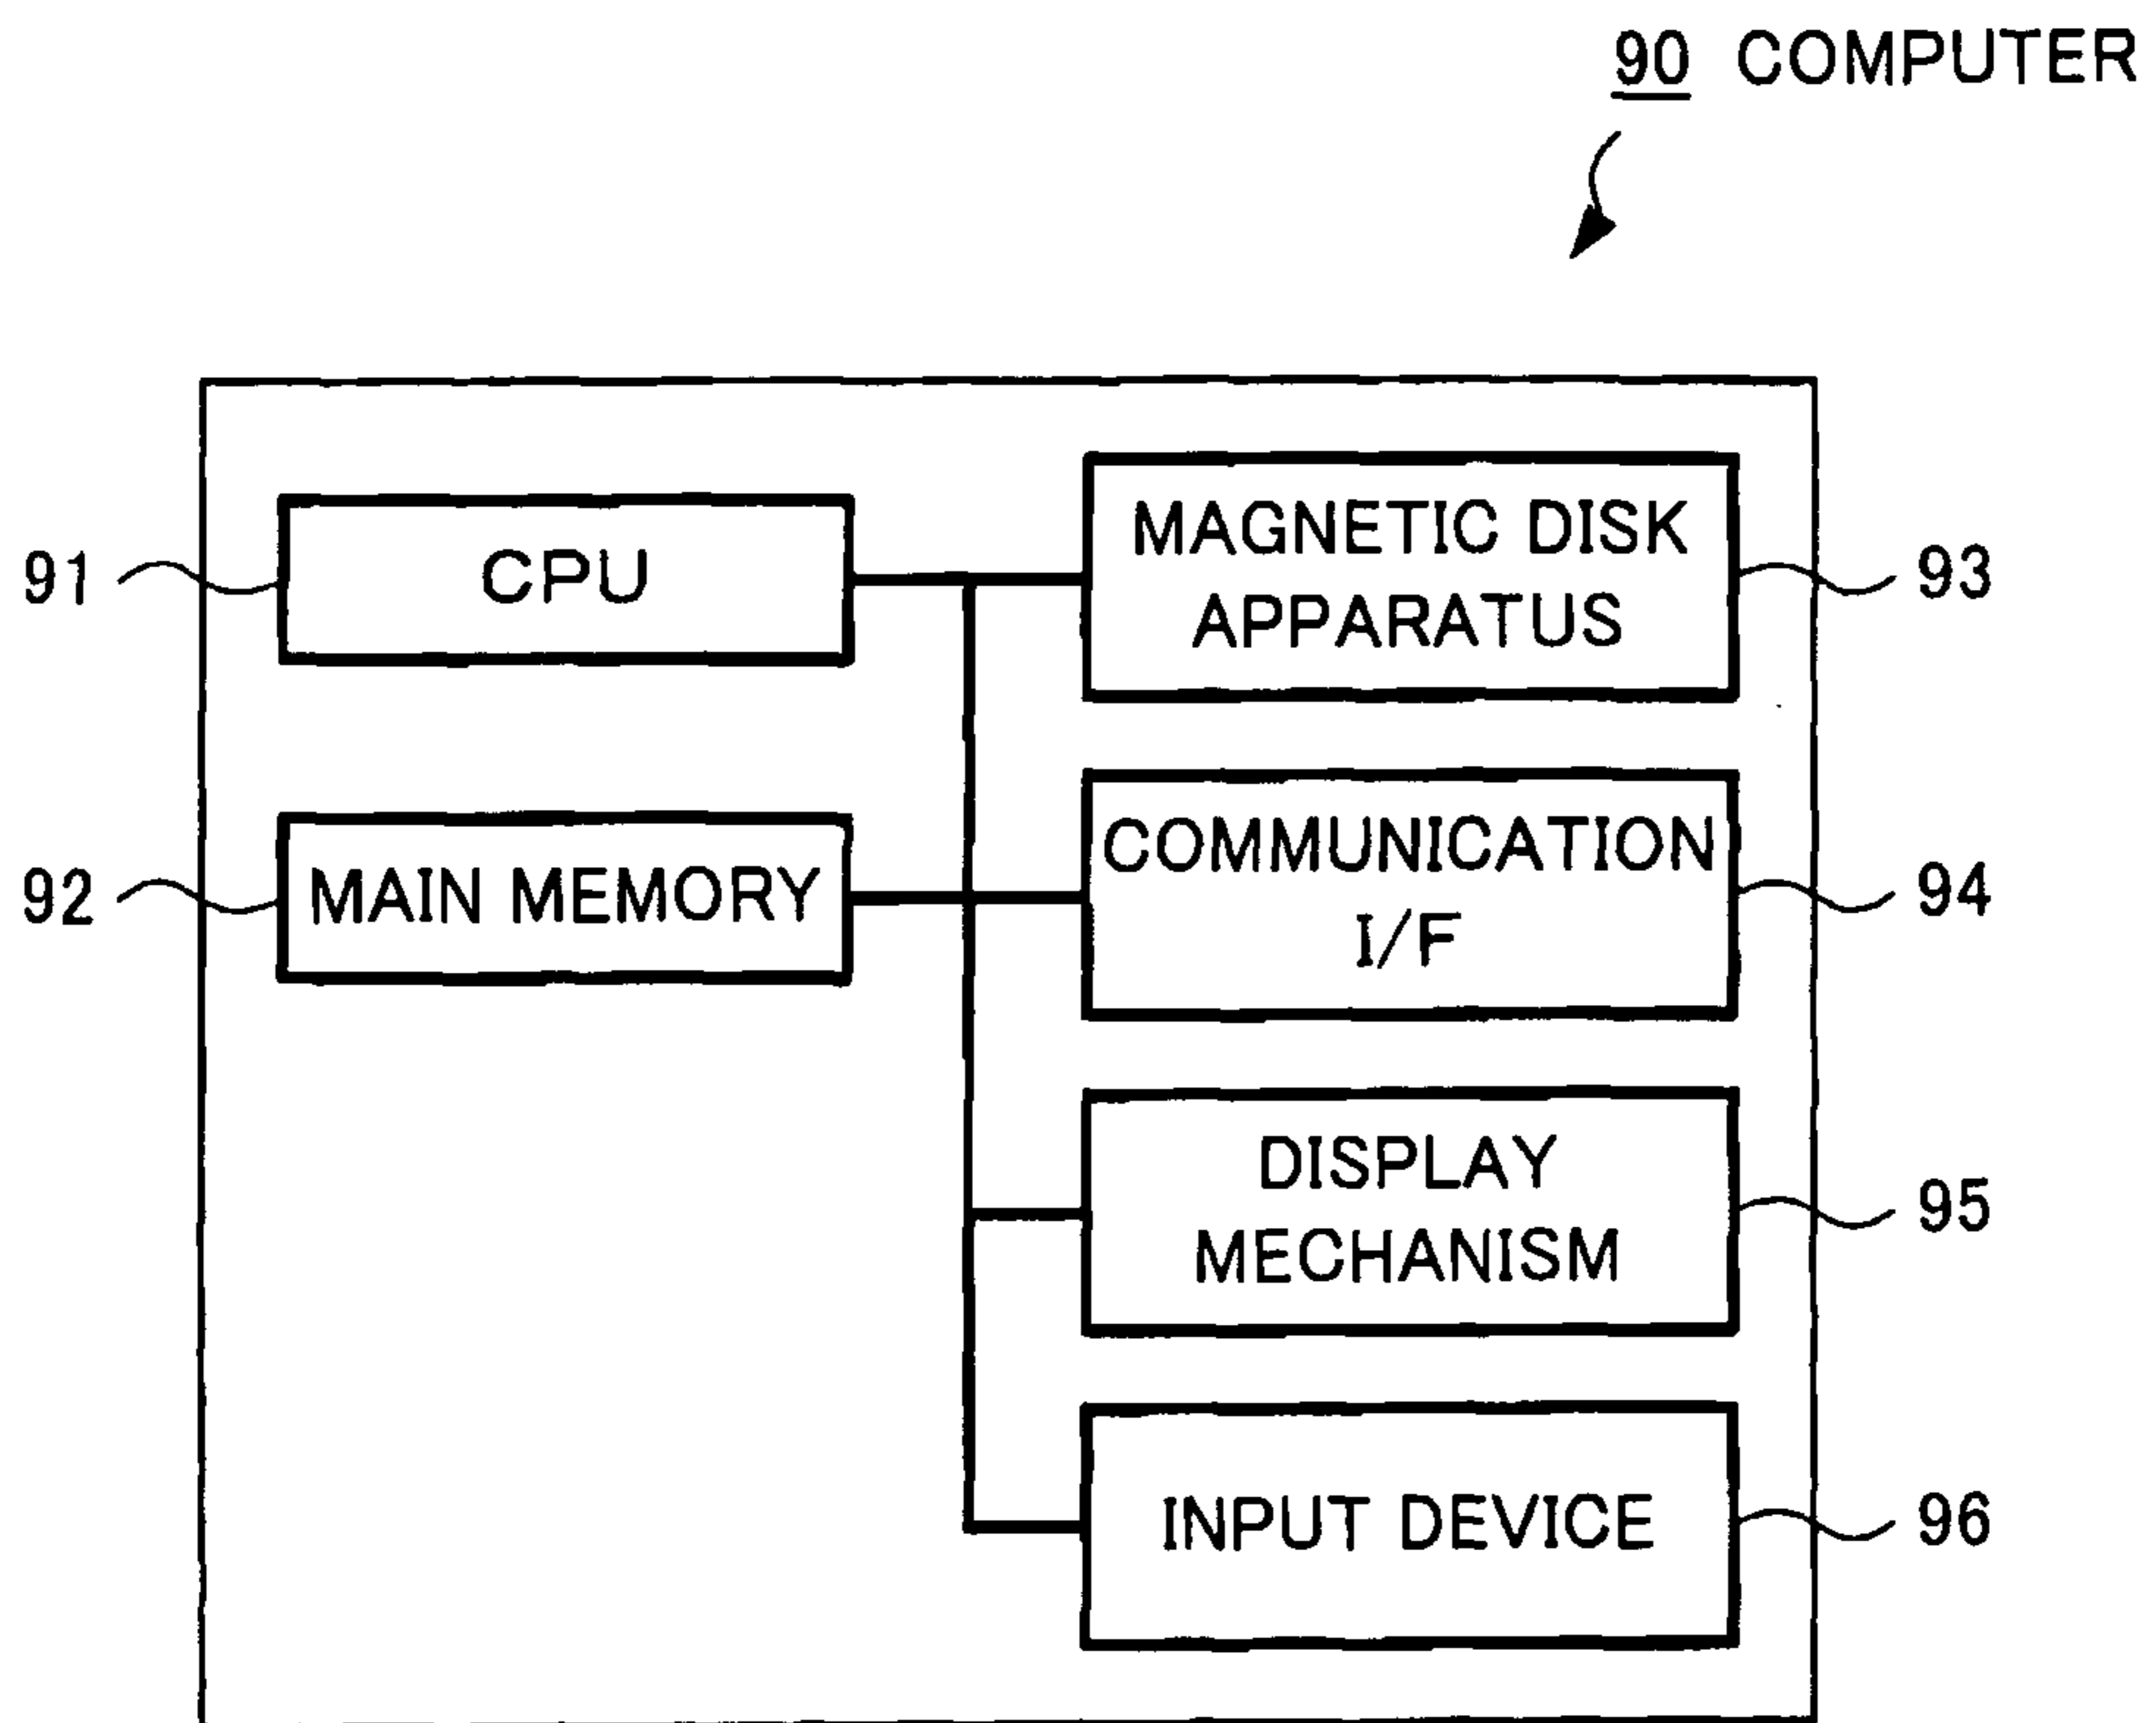 90 COMPUTER
91
CPU
MAGNETIC DISK
APPARATUS
93
92
MAIN MEMORY
COMMUNICATION
I/F
94
DISPLAY
MECHANISM
95
INPUT DEVICE
96